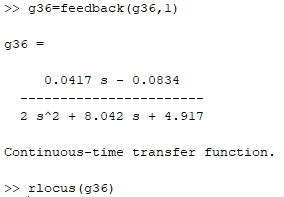 >> g36=feedback(g36,1)
g36 =
0.0417 s - 0.0834
-----------------------
2 s^2 + 8.042 s + 4.917
Continuous-time transfer function.
>> rlocus(g36)